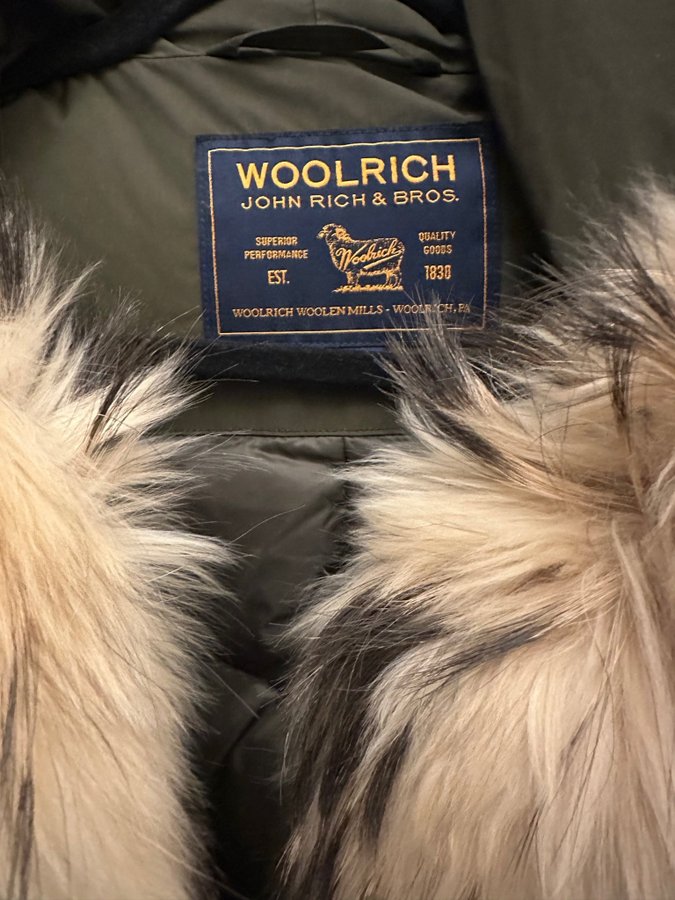 WOOLRICH
JOHN RICH & BROS.
SUPERIOR
PERFORMANCE
EST.
Woolrich
QUALITY
GOODS
1830
WOOLRICH WOOLEN MILLS - WOOLRICH, PA